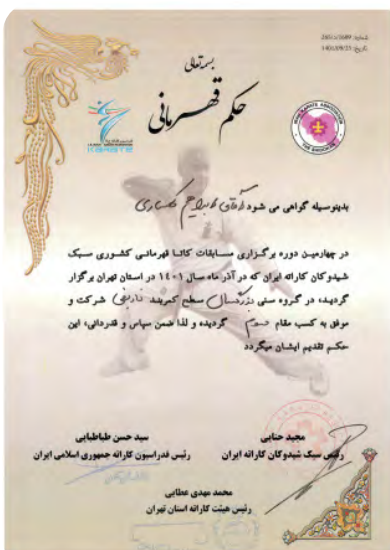 بسمه تعالی
حکم قهرمانی
KARATE
بدینوسیله گواهی می شود آقای ابراهیم
در چهارمین دوره برگزاری مسابقات کاتا قهرمانی کشوری سبک
شیدوکان کاراته ایران که در آذر ماه سال ۱۴۰۱ در استان تهران برگزار
گردید، در گروه سنی بزرگسال سطح کمربند نارنجی شرکت و
موفق به کسب مقام سوم گردیده و لذا ضمن سپاس و قدردانی، این
حکم تقدیم ایشان میگردد
مجید حنایی
رئیس سبک شیدوکان کاراته ایران
سید حسن طباطبایی
رئیس فدراسیون کاراته جمهوری اسلامی ایران
محمد مهدی عطایی
رئیس هیئت کاراته استان تهران